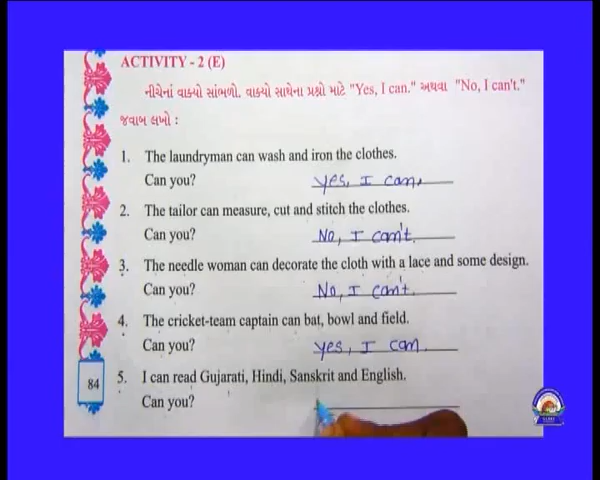 ACTIVITY - 2 (E)
નીચેનાં વાક્યો સાંભળો. વાક્યો સાથેના પ્રશ્નો માટે "Yes, I can." અથવા "No, I can't."
જવાબ લખો :
1. The laundryman can wash and iron the clothes.
Can you? Yes, I can.
2. The tailor can measure, cut and stitch the clothes.
Can you? No, I can't.
3. The needle woman can decorate the cloth with a lace and some design.
Can you? No, I can't.
4. The cricket-team captain can bat, bowl and field.
Can you? Yes, I can.
84 5. I can read Gujarati, Hindi, Sanskrit and English.
Can you?